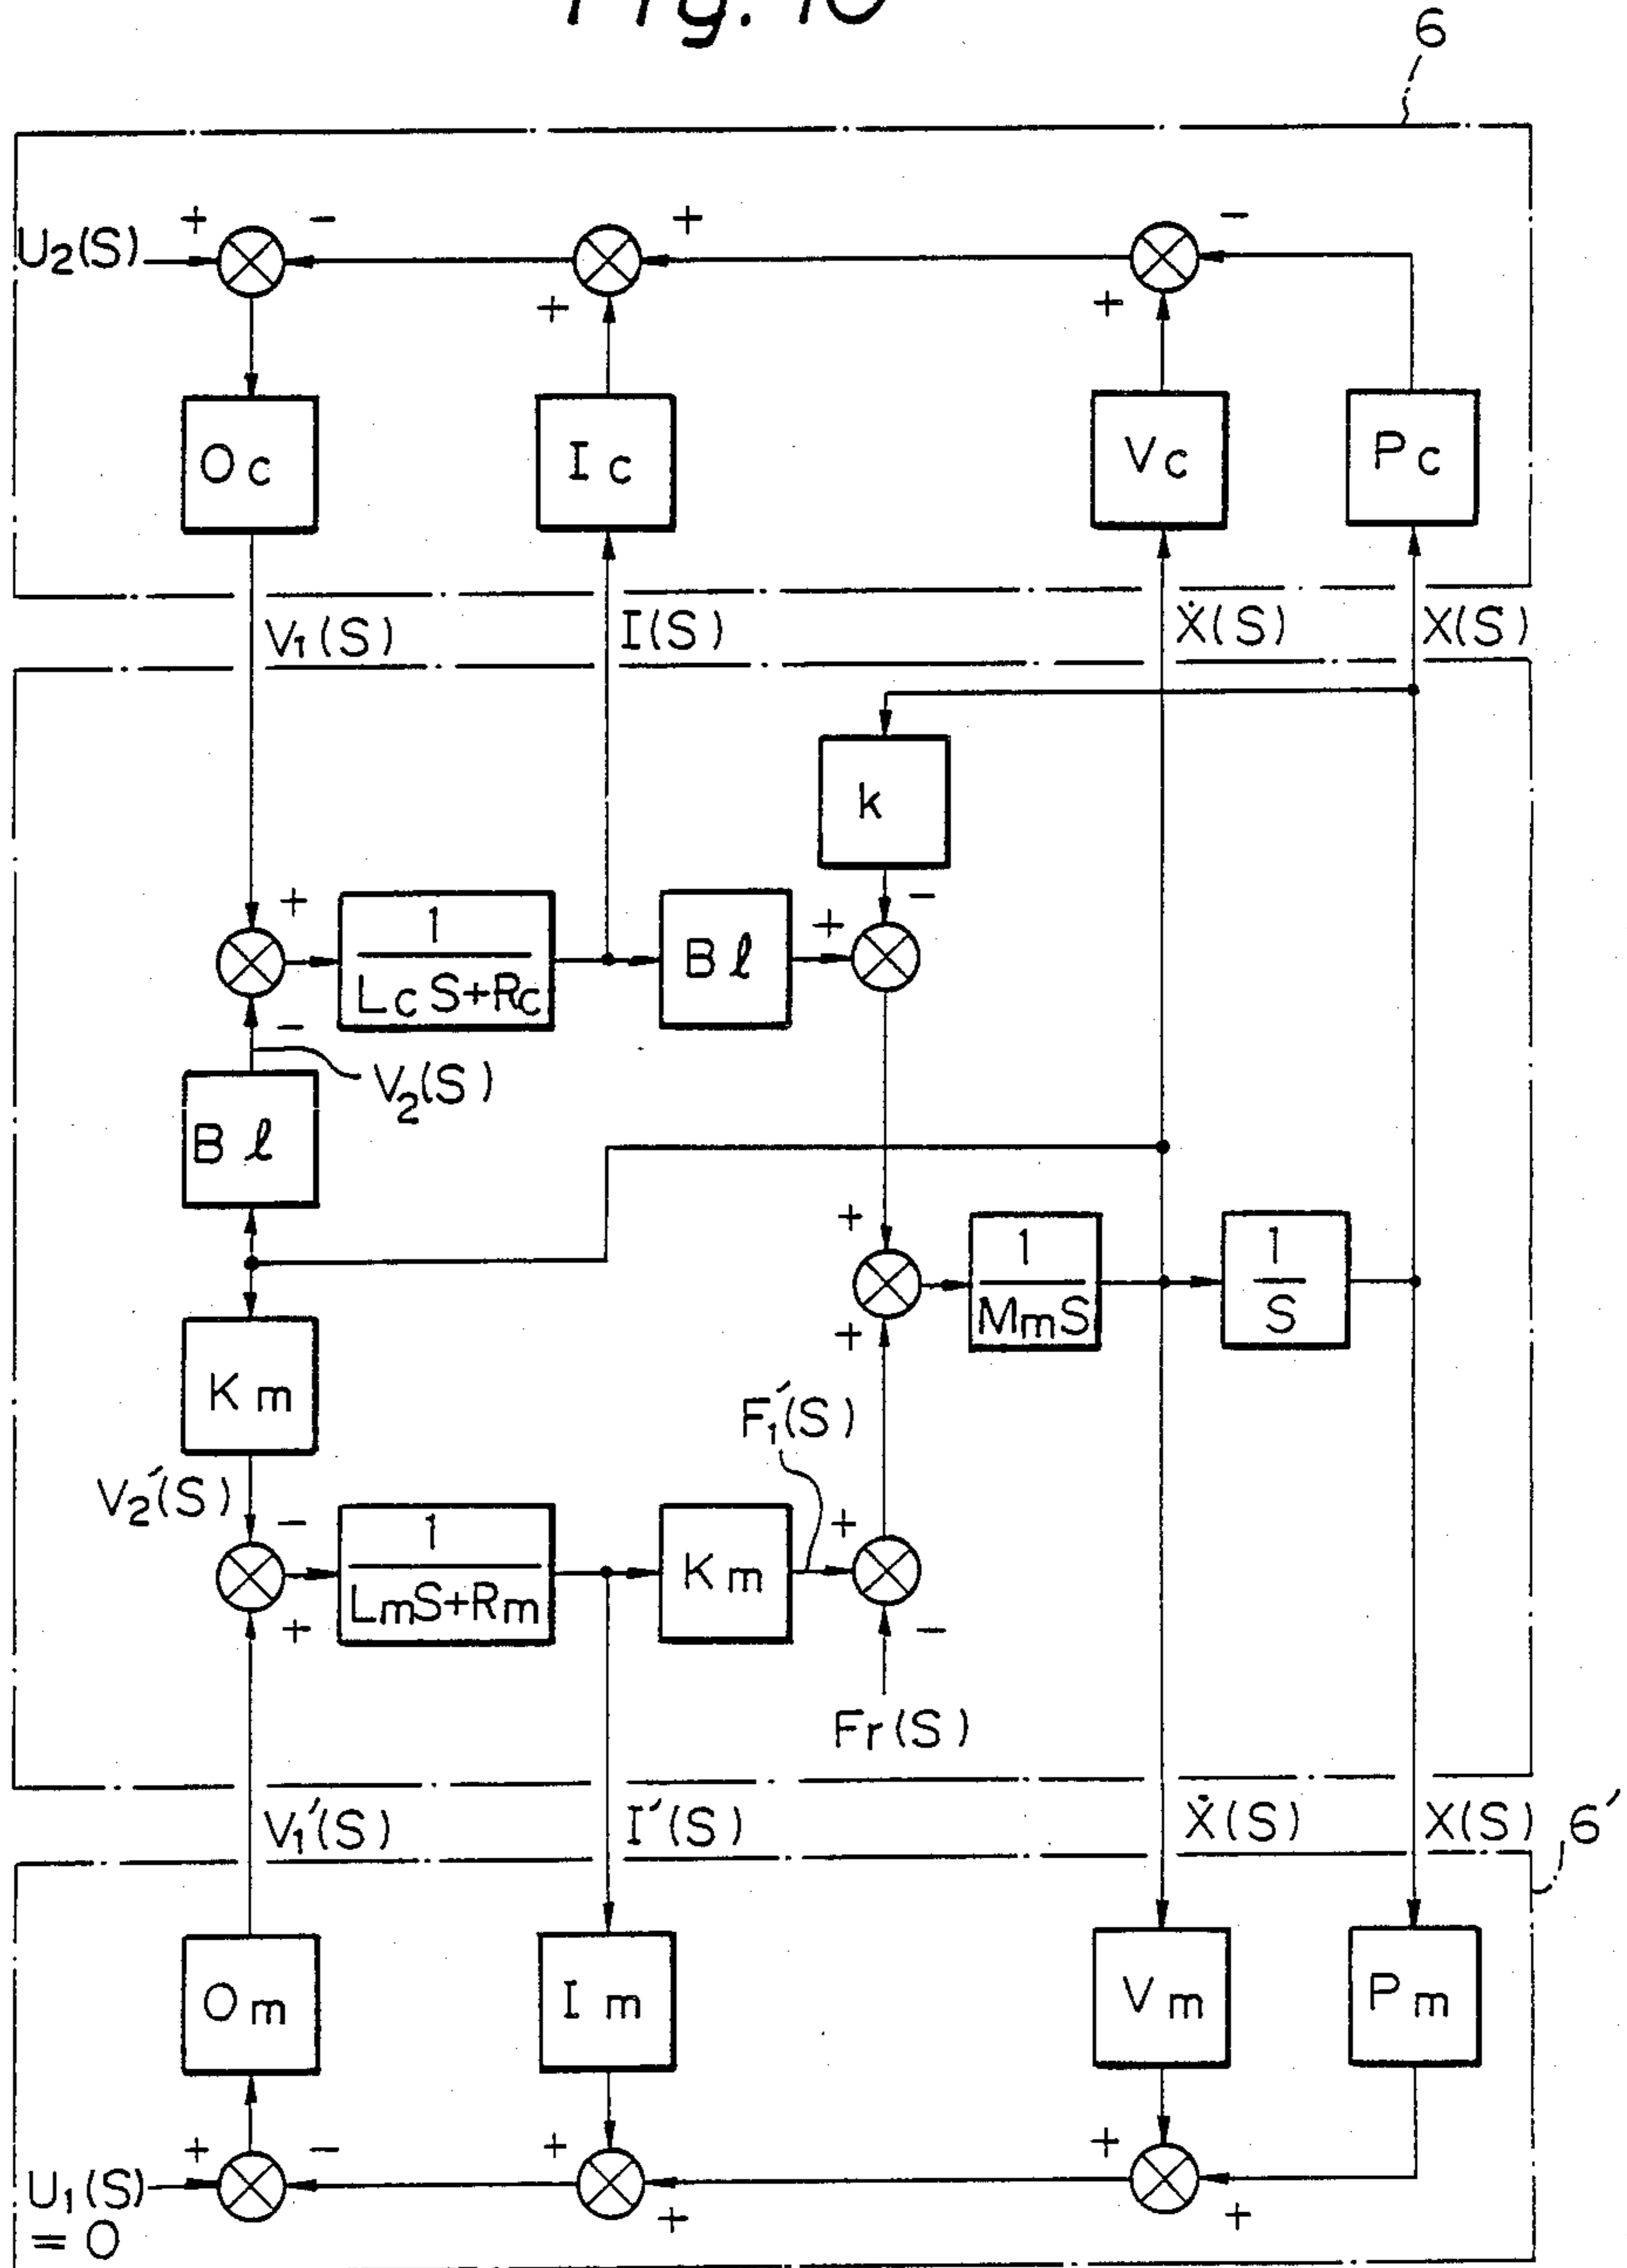 Fig. 10
6
+ − + −
U₂(S)
+ +
Oc Ic Vc Pc
V₁(S) I(S) Ẋ(S) X(S)
k
−
+ +
1
LcS+Rc
Bℓ
−
V₂(S)
Bℓ
+
1
MmS
1
S
+
Km
F₁′(S)
V₂′(S)
− +
1
LmS+Rm
Km
+ −
Fr(S)
V₁′(S) I′(S) Ẋ(S) X(S) 6′
Om Im Vm Pm
+ − + +
U₁(S)
= 0
+ +